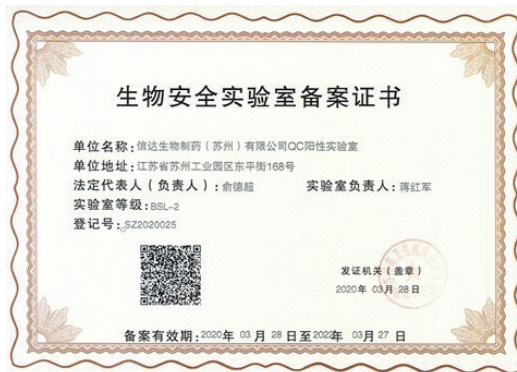 生物安全实验室备案证书
单位名称：信达生物制药（苏州）有限公司QC阳性实验室
单位地址：江苏省苏州工业园区东平街168号
法定代表人（负责人）：俞德超 实验室负责人：蒋红军
实验室等级：BSL-2
登记号：SZ2020025
发证机关（盖章）
2020年 03月 28日
备案有效期：2020年 03 月 28 日至 2022年 03月 27 日